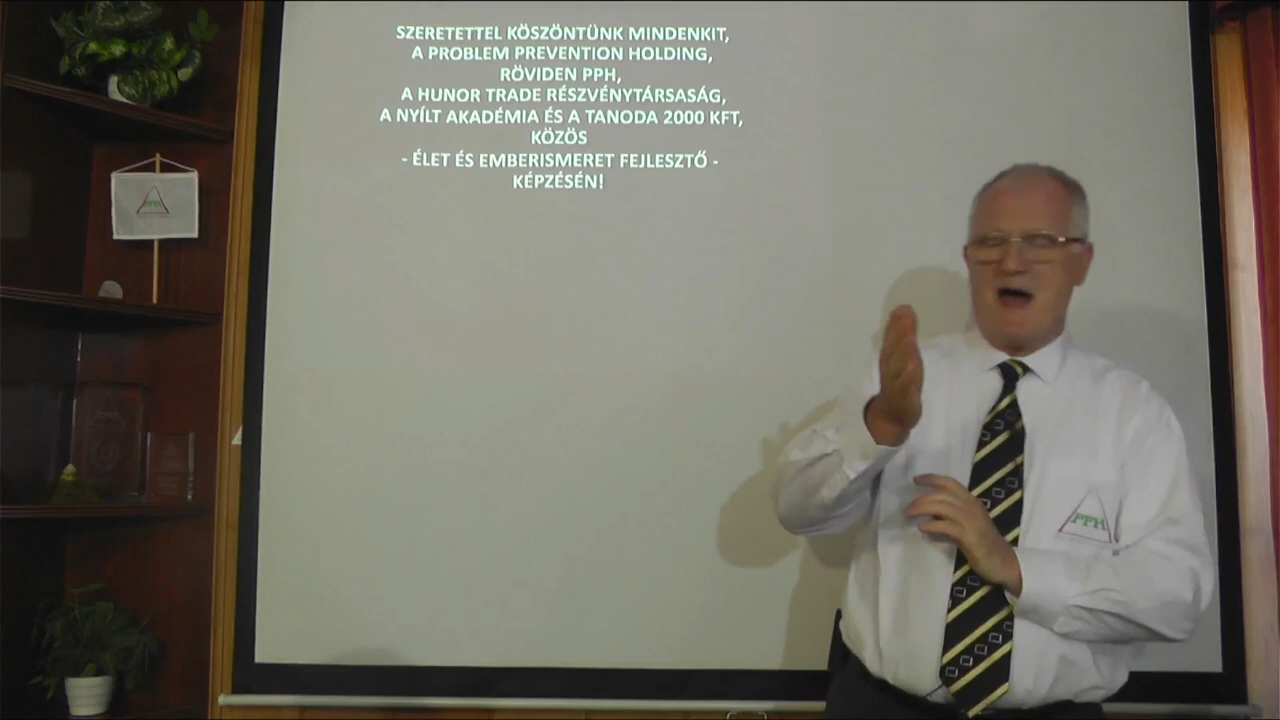 SZERETETTEL KÖSZÖNTÜNK MINDENKIT,
A PROBLEM PREVENTION HOLDING,
RÖVIDEN PPH,
A HUNOR TRADE RÉSZVÉNYTÁRSASÁG,
A NYÍLT AKADÉMIA ÉS A TANODA 2000 KFT,
KÖZÖS
- ÉLET ÉS EMBERISMERET FEJLESZTŐ -
KÉPZÉSÉN!
PPH
PPH